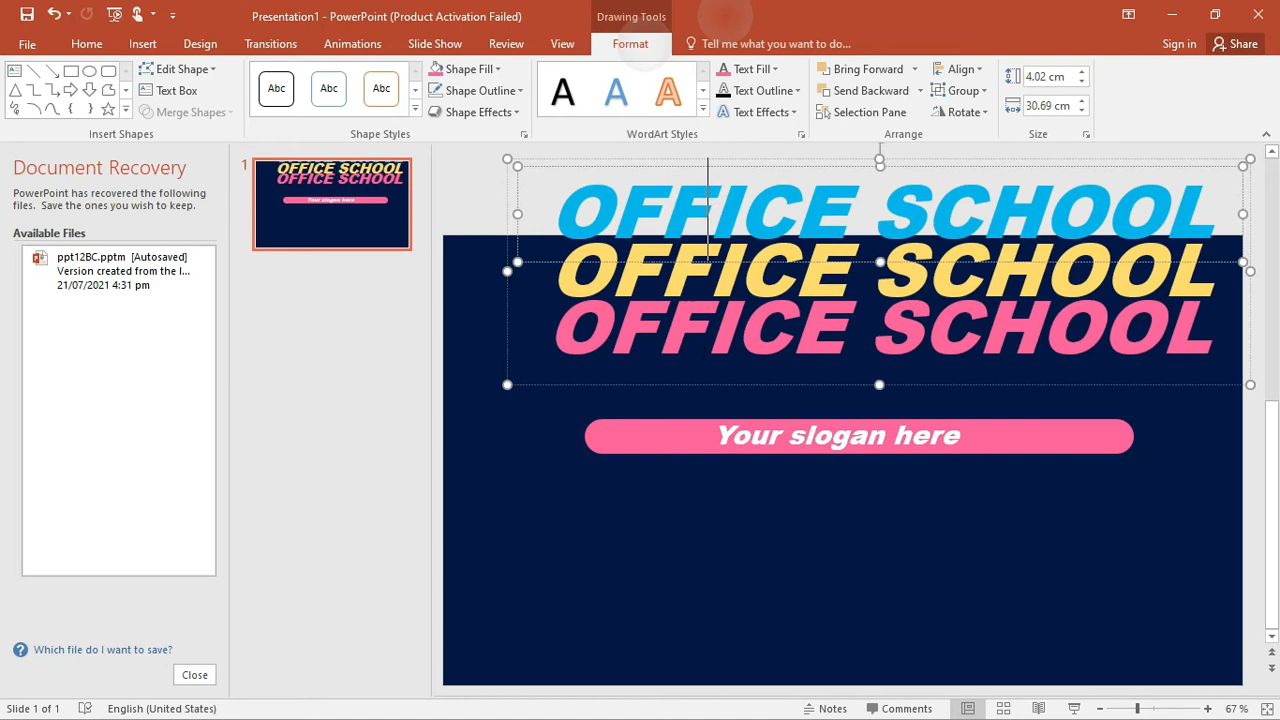 Presentation1 - PowerPoint (Product Activation Failed)
Drawing Tools
File Home Insert Design Transitions Animations Slide Show Review View Format Tell me what you want to do... Sign in Share
Edit Shape
Text Box
Merge Shapes
Insert Shapes
Abc Abc Abc
Shape Fill
Shape Outline
Shape Effects
Shape Styles
A A A
Text Fill
Text Outline
Text Effects
WordArt Styles
Bring Forward
Send Backward
Selection Pane
Align
Group
Rotate
Arrange
4.02 cm
30.69 cm
Size
Document Recovery
PowerPoint has recovered the following
files. Save the ones you wish to keep.
Available Files
ppt12BC.pptm [Autosaved]
Version created from the l...
21/07/2021 4:31 pm
Which file do I want to save?
Close
1
OFFICE SCHOOL
OFFICE SCHOOL
Your slogan here
OFFICE SCHOOL
OFFICE SCHOOL
OFFICE SCHOOL
Your slogan here
Slide 1 of 1
English (United States)
Notes
Comments
67 %